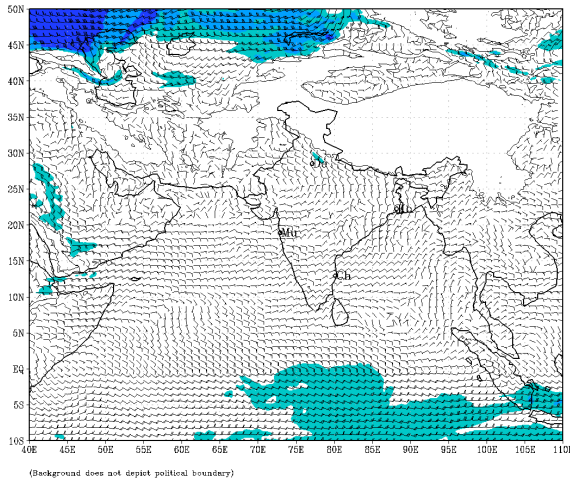 50N
45N
40N
35N
30N
25N
20N
15N
10N
5N
EQ
5S
10S
Mu
Ch
40E 45E 50E 55E 60E 65E 70E 75E 80E 85E 90E 95E 100E 105E 110E
(Background does not depict political boundary)